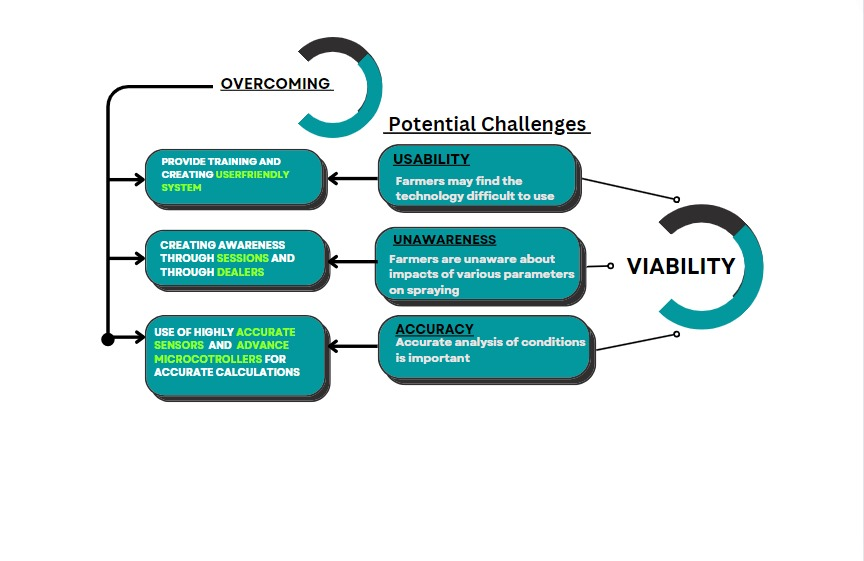 OVERCOMING
Potential Challenges
PROVIDE TRAINING AND
CREATING USERFRIENDLY
SYSTEM
USABILITY
Farmers may find the
technology difficult to use
CREATING AWARENESS
THROUGH SESSIONS AND
THROUGH DEALERS
UNAWARENESS
Farmers are unaware about
impacts of various parameters
on spraying
VIABILITY
USE OF HIGHLY ACCURATE
SENSORS AND ADVANCE
MICROCOTROLLERS FOR
ACCURATE CALCULATIONS
ACCURACY
Accurate analysis of conditions
is important